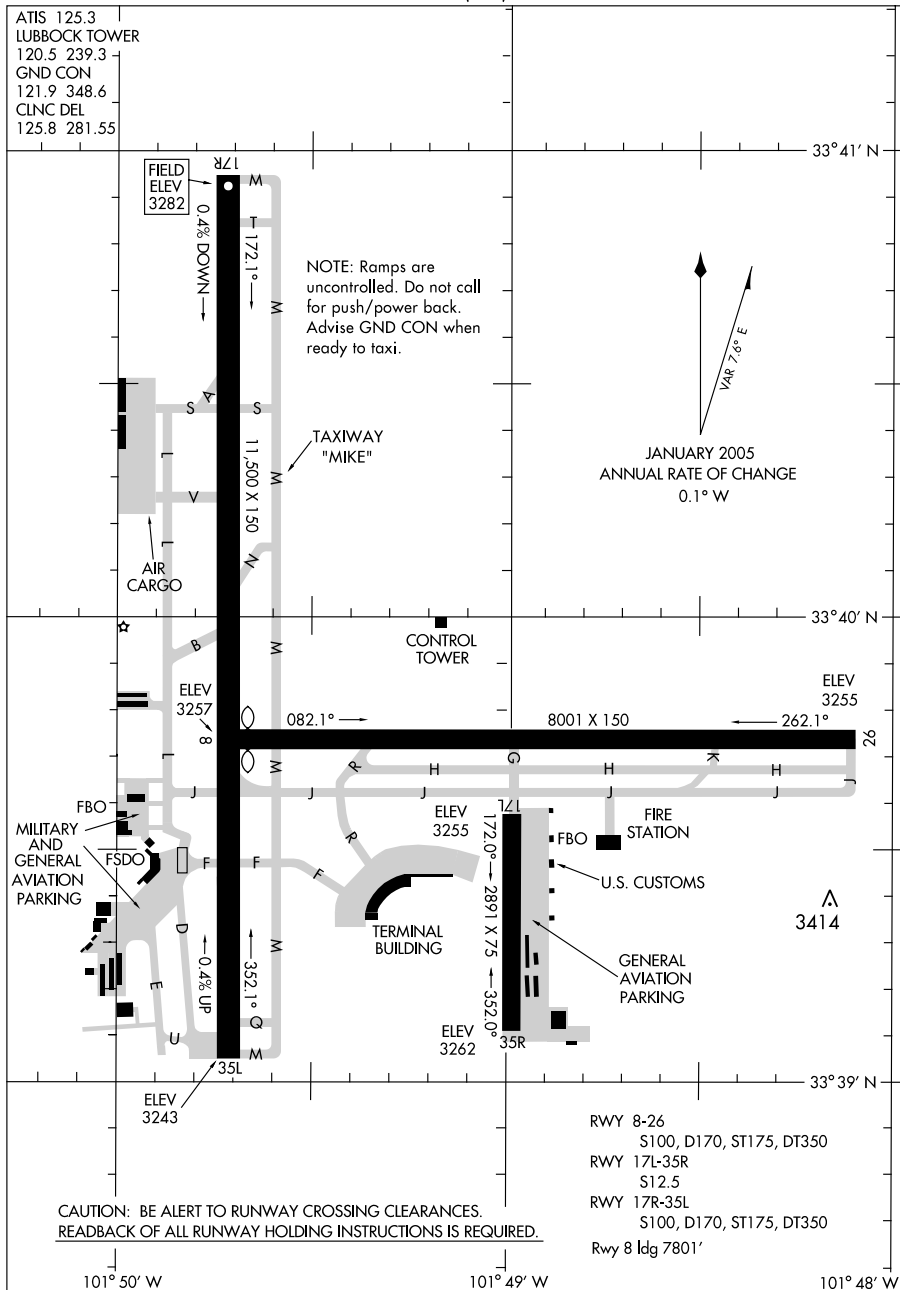 ATIS 125.3
LUBBOCK TOWER
120.5 239.3
GND CON
121.9 348.6
CLNC DEL
125.8 281.55
33°41' N
17R
FIELD
ELEV
3282
M
T
0.4% DOWN
172.1°
M
NOTE: Ramps are
uncontrolled. Do not call
for push/power back.
Advise GND CON when
ready to taxi.
VAR 7.6° E
JANUARY 2005
ANNUAL RATE OF CHANGE
0.1° W
A
S
S
TAXIWAY
"MIKE"
L
11,500 X 150
M
V
L
N
AIR
CARGO
33°40' N
CONTROL
TOWER
B
M
ELEV
3257
ELEV
3255
082.1°
8001 X 150
262.1°
8
26
L
M
R
H
G
H
K
H
J
J
J
J
J
J
FBO
MILITARY
AND
GENERAL
AVIATION
PARKING
FSDO
F
F
F
R
ELEV
3255
17L
FBO
FIRE
STATION
U.S. CUSTOMS
3414
172.0°
2891 X 75
352.0°
TERMINAL
BUILDING
GENERAL
AVIATION
PARKING
D
E
M
0.4% UP
352.1°
U
Q
M
35L
ELEV
3262
35R
33°39' N
ELEV
3243
RWY 8-26
S100, D170, ST175, DT350
RWY 17L-35R
S12.5
RWY 17R-35L
S100, D170, ST175, DT350
Rwy 8 ldg 7801'
CAUTION: BE ALERT TO RUNWAY CROSSING CLEARANCES.
READBACK OF ALL RUNWAY HOLDING INSTRUCTIONS IS REQUIRED.
101°50' W
101°49' W
101°48' W